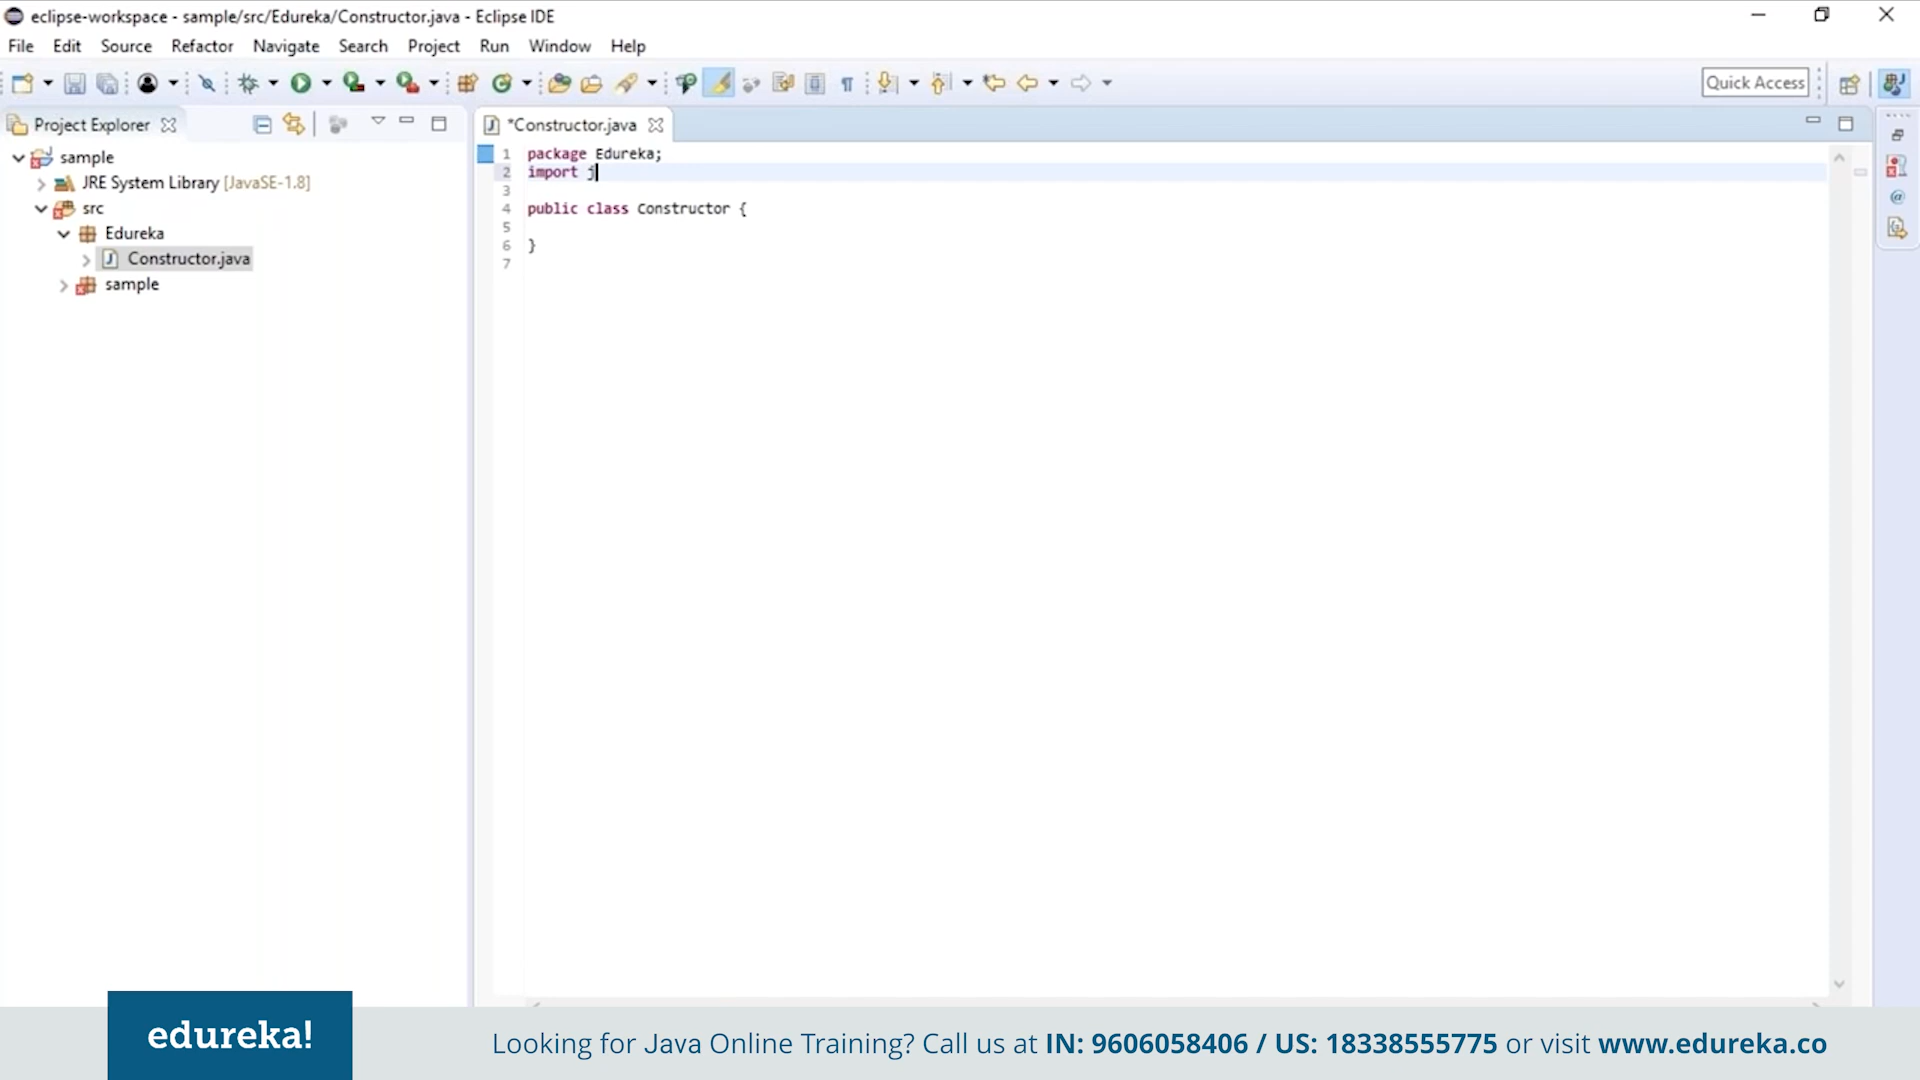 eclipse-workspace - sample/src/Edureka/Constructor.java - Eclipse IDE
File Edit Source Refactor Navigate Search Project Run Window Help
Quick Access
Project Explorer
*Constructor.java
sample
JRE System Library [JavaSE-1.8]
src
Edureka
Constructor.java
sample
1 package Edureka;
2 import j
3
4 public class Constructor {
5
6 }
7
edureka!
Looking for Java Online Training? Call us at IN: 9606058406 / US: 18338555775 or visit www.edureka.co